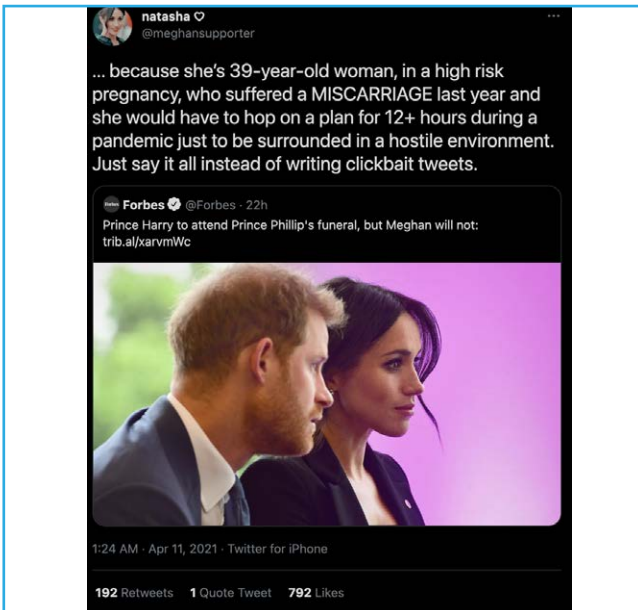 natasha ♡
@meghansupporter
... because she's 39-year-old woman, in a high risk
pregnancy, who suffered a MISCARRIAGE last year and
she would have to hop on a plan for 12+ hours during a
pandemic just to be surrounded in a hostile environment.
Just say it all instead of writing clickbait tweets.
Forbes @Forbes · 22h
Prince Harry to attend Prince Phillip's funeral, but Meghan will not:
trib.al/xarvmWc
1:24 AM · Apr 11, 2021 · Twitter for iPhone
192 Retweets 1 Quote Tweet 792 Likes